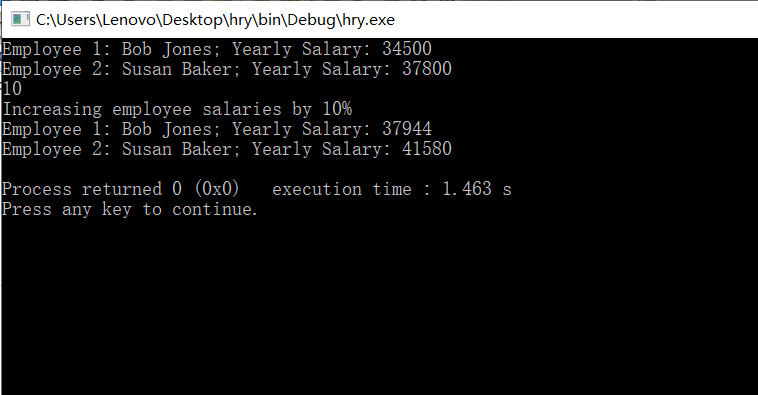 C:\Users\Lenovo\Desktop\hry\bin\Debug\hry.exe
Employee 1: Bob Jones; Yearly Salary: 34500
Employee 2: Susan Baker; Yearly Salary: 37800
10
Increasing employee salaries by 10%
Employee 1: Bob Jones; Yearly Salary: 37944
Employee 2: Susan Baker; Yearly Salary: 41580
Process returned 0 (0x0)   execution time : 1.463 s
Press any key to continue.